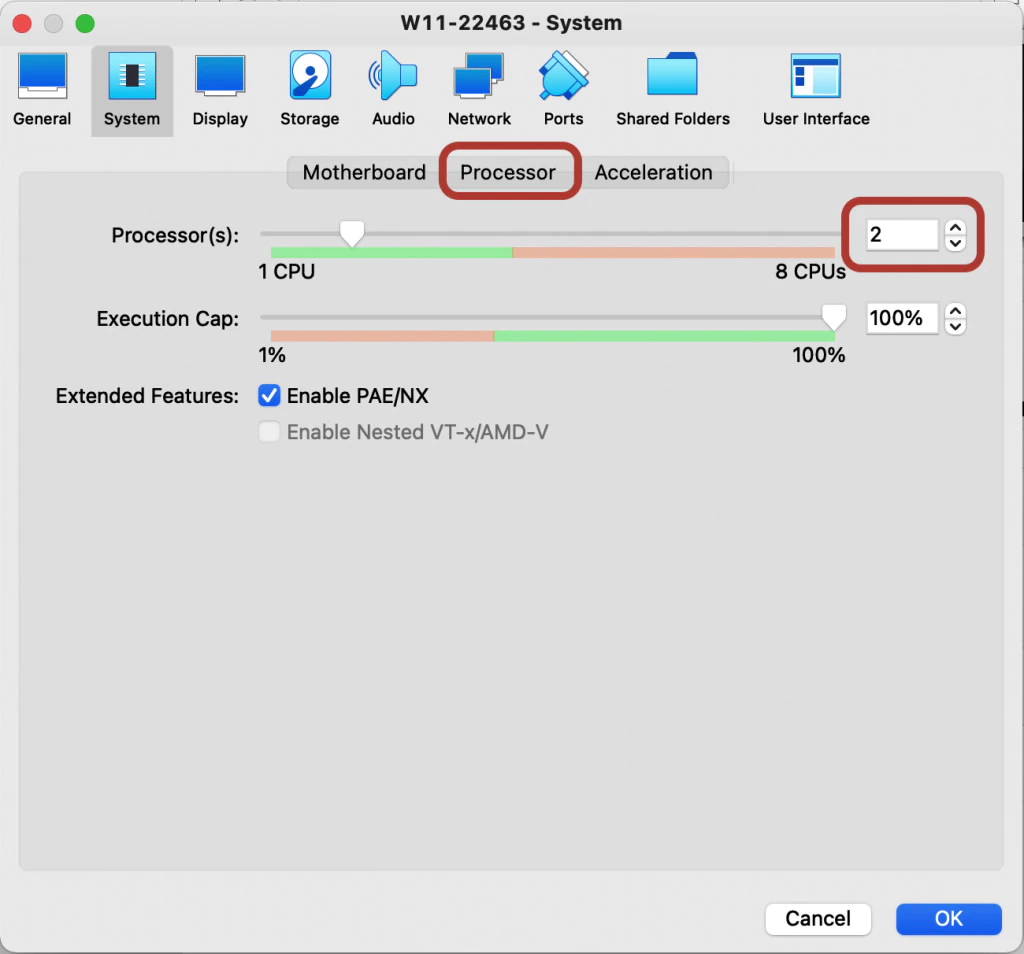 W11-22463 - System
General System Display Storage Audio Network Ports Shared Folders User Interface
Motherboard Processor Acceleration
Processor(s): 2
1 CPU 8 CPUs
Execution Cap: 100%
1% 100%
Extended Features: Enable PAE/NX
Enable Nested VT-x/AMD-V
Cancel OK